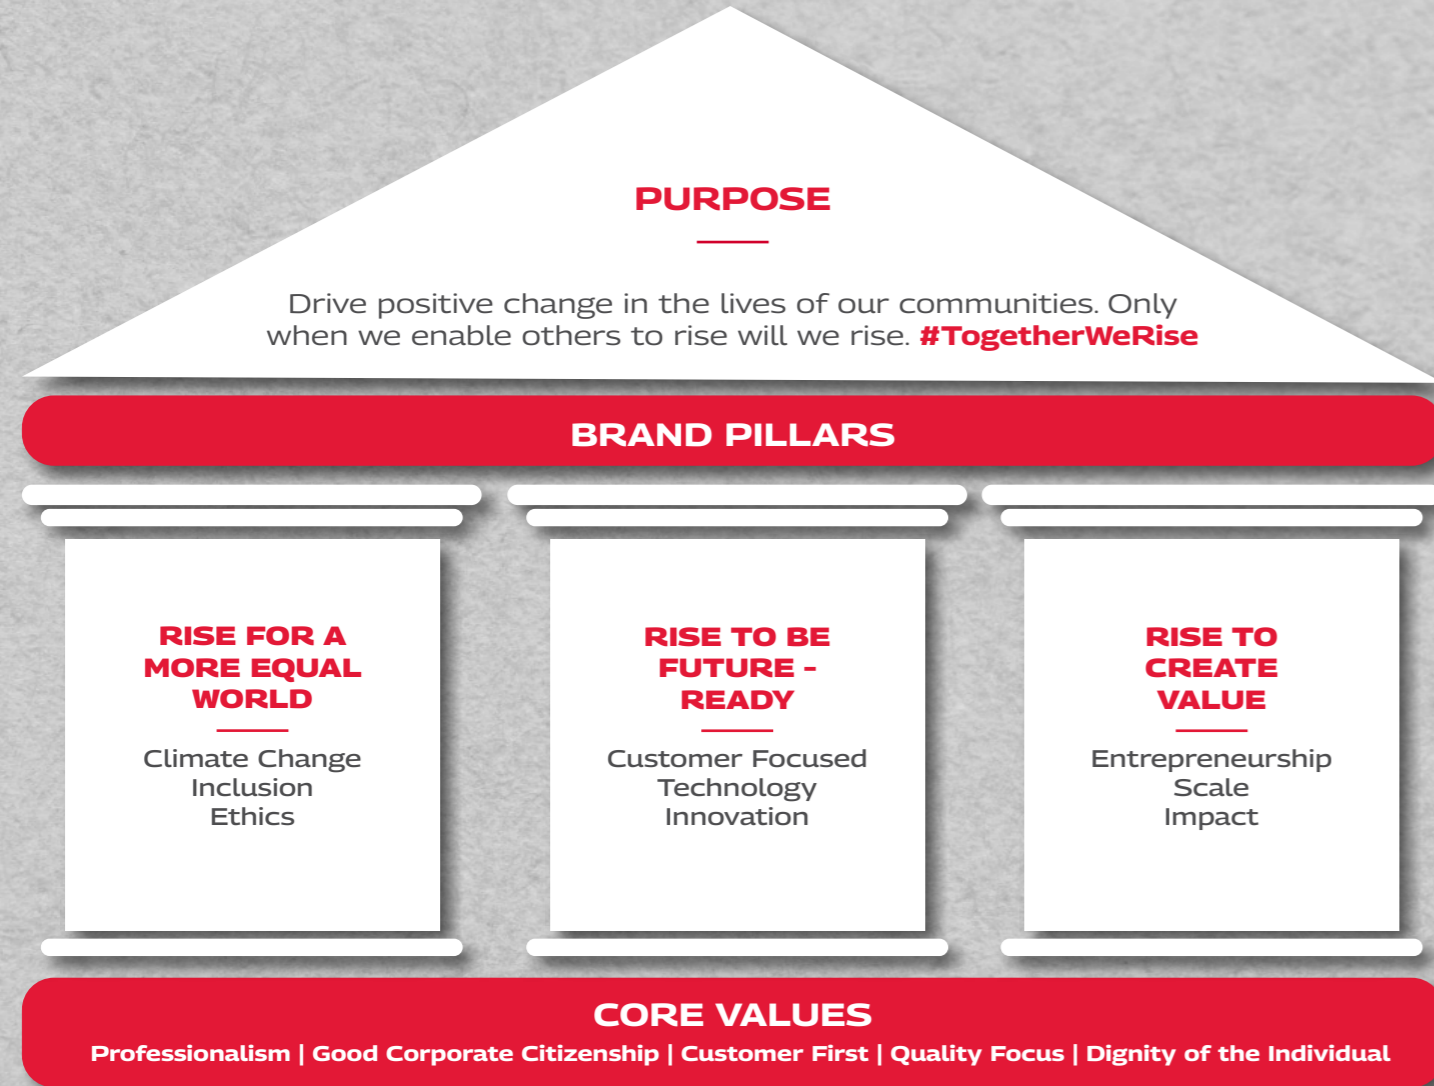 PURPOSE
Drive positive change in the lives of our communities. Only
when we enable others to rise will we rise. #TogetherWeRise
BRAND PILLARS
RISE FOR A
MORE EQUAL
WORLD
Climate Change
Inclusion
Ethics
RISE TO BE
FUTURE -
READY
Customer Focused
Technology
Innovation
RISE TO
CREATE
VALUE
Entrepreneurship
Scale
Impact
CORE VALUES
Professionalism | Good Corporate Citizenship | Customer First | Quality Focus | Dignity of the Individual